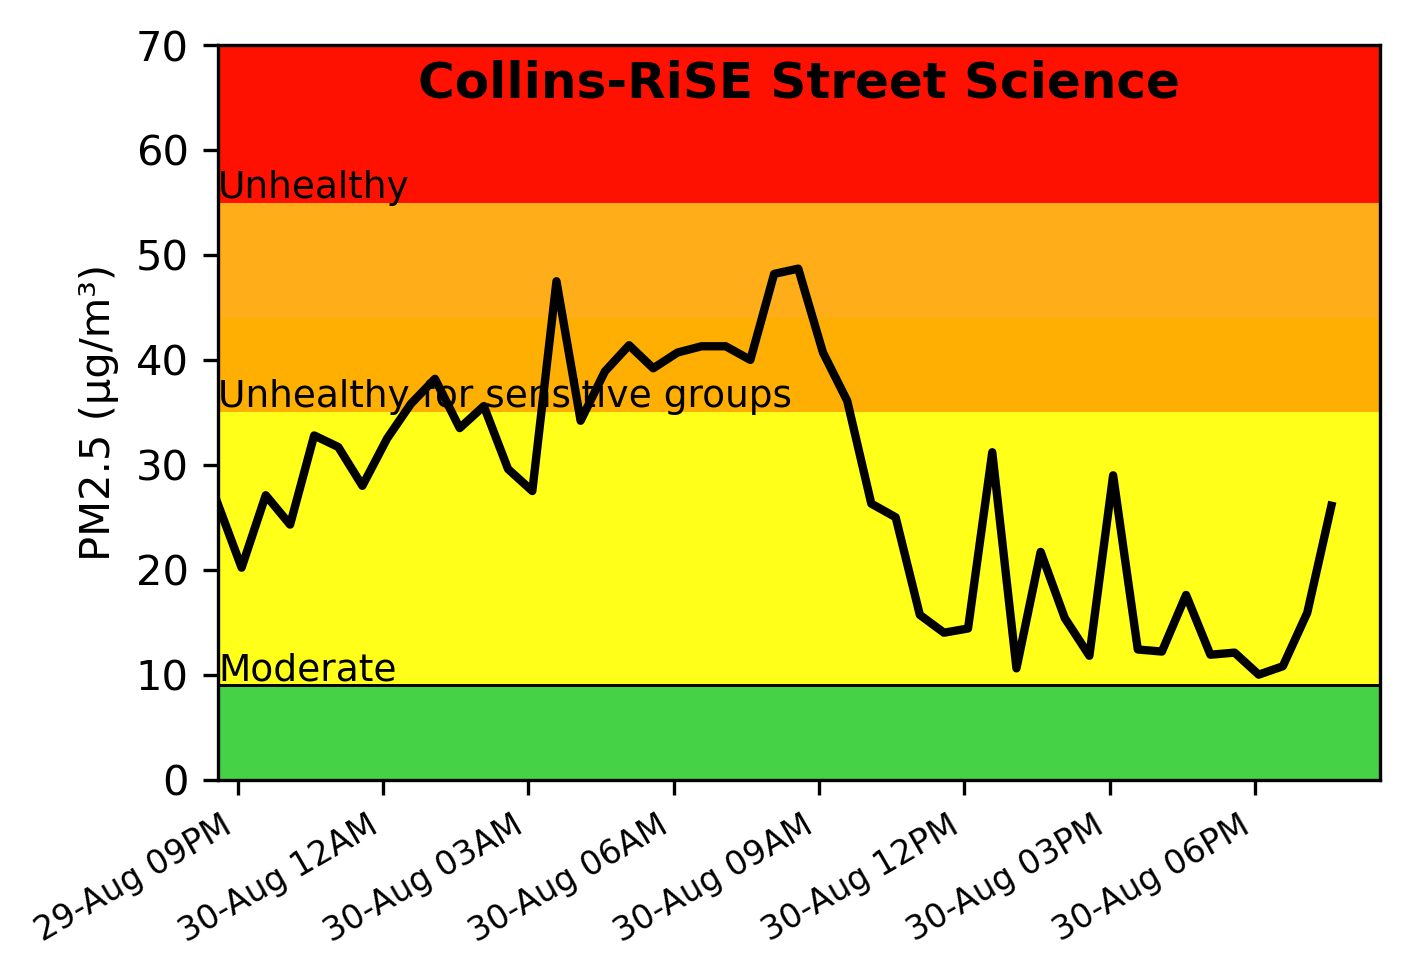 Collins-RiSE Street Science
70
60
Unhealthy
50
40
Unhealthy for sensitive groups
30
20
Moderate
10
0
PM2.5 (µg/m³)
29-Aug 09PM
30-Aug 12AM
30-Aug 03AM
30-Aug 06AM
30-Aug 09AM
30-Aug 12PM
30-Aug 03PM
30-Aug 06PM